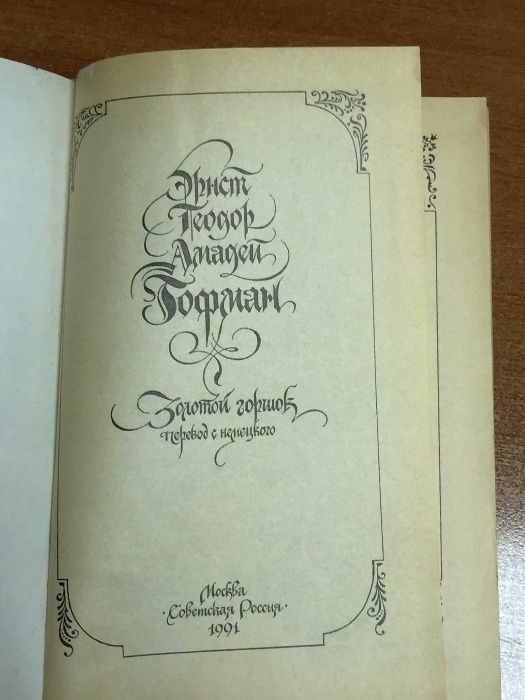 Эрнст
Теодор
Амадей
Гофман
Золотой горшок
Перевод с немецкого
Москва
·Советская Россия·
1991